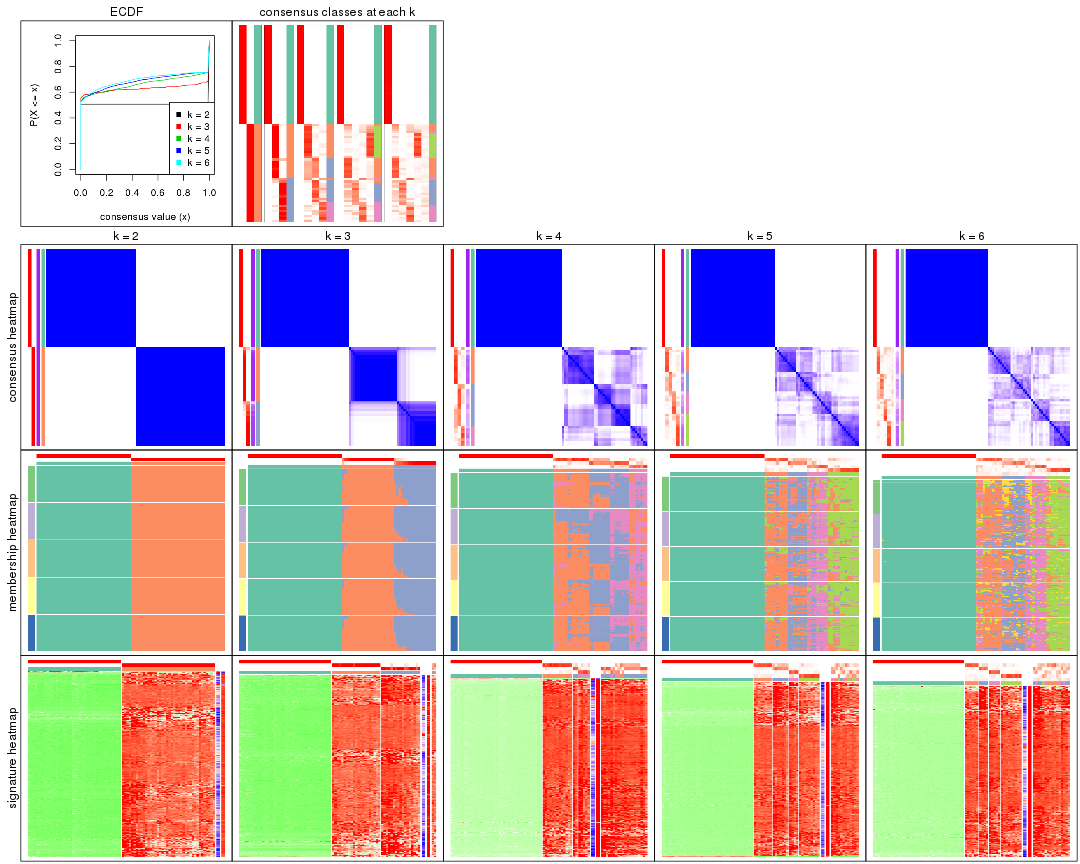 ECDF
consensus classes at each k
P(X <= x)
0.0 0.2 0.4 0.6 0.8 1.0
k = 2
k = 3
k = 4
k = 5
k = 6
0.0 0.2 0.4 0.6 0.8 1.0
consensus value (x)
k = 2 k = 3 k = 4 k = 5 k = 6
consensus heatmap
membership heatmap
signature heatmap